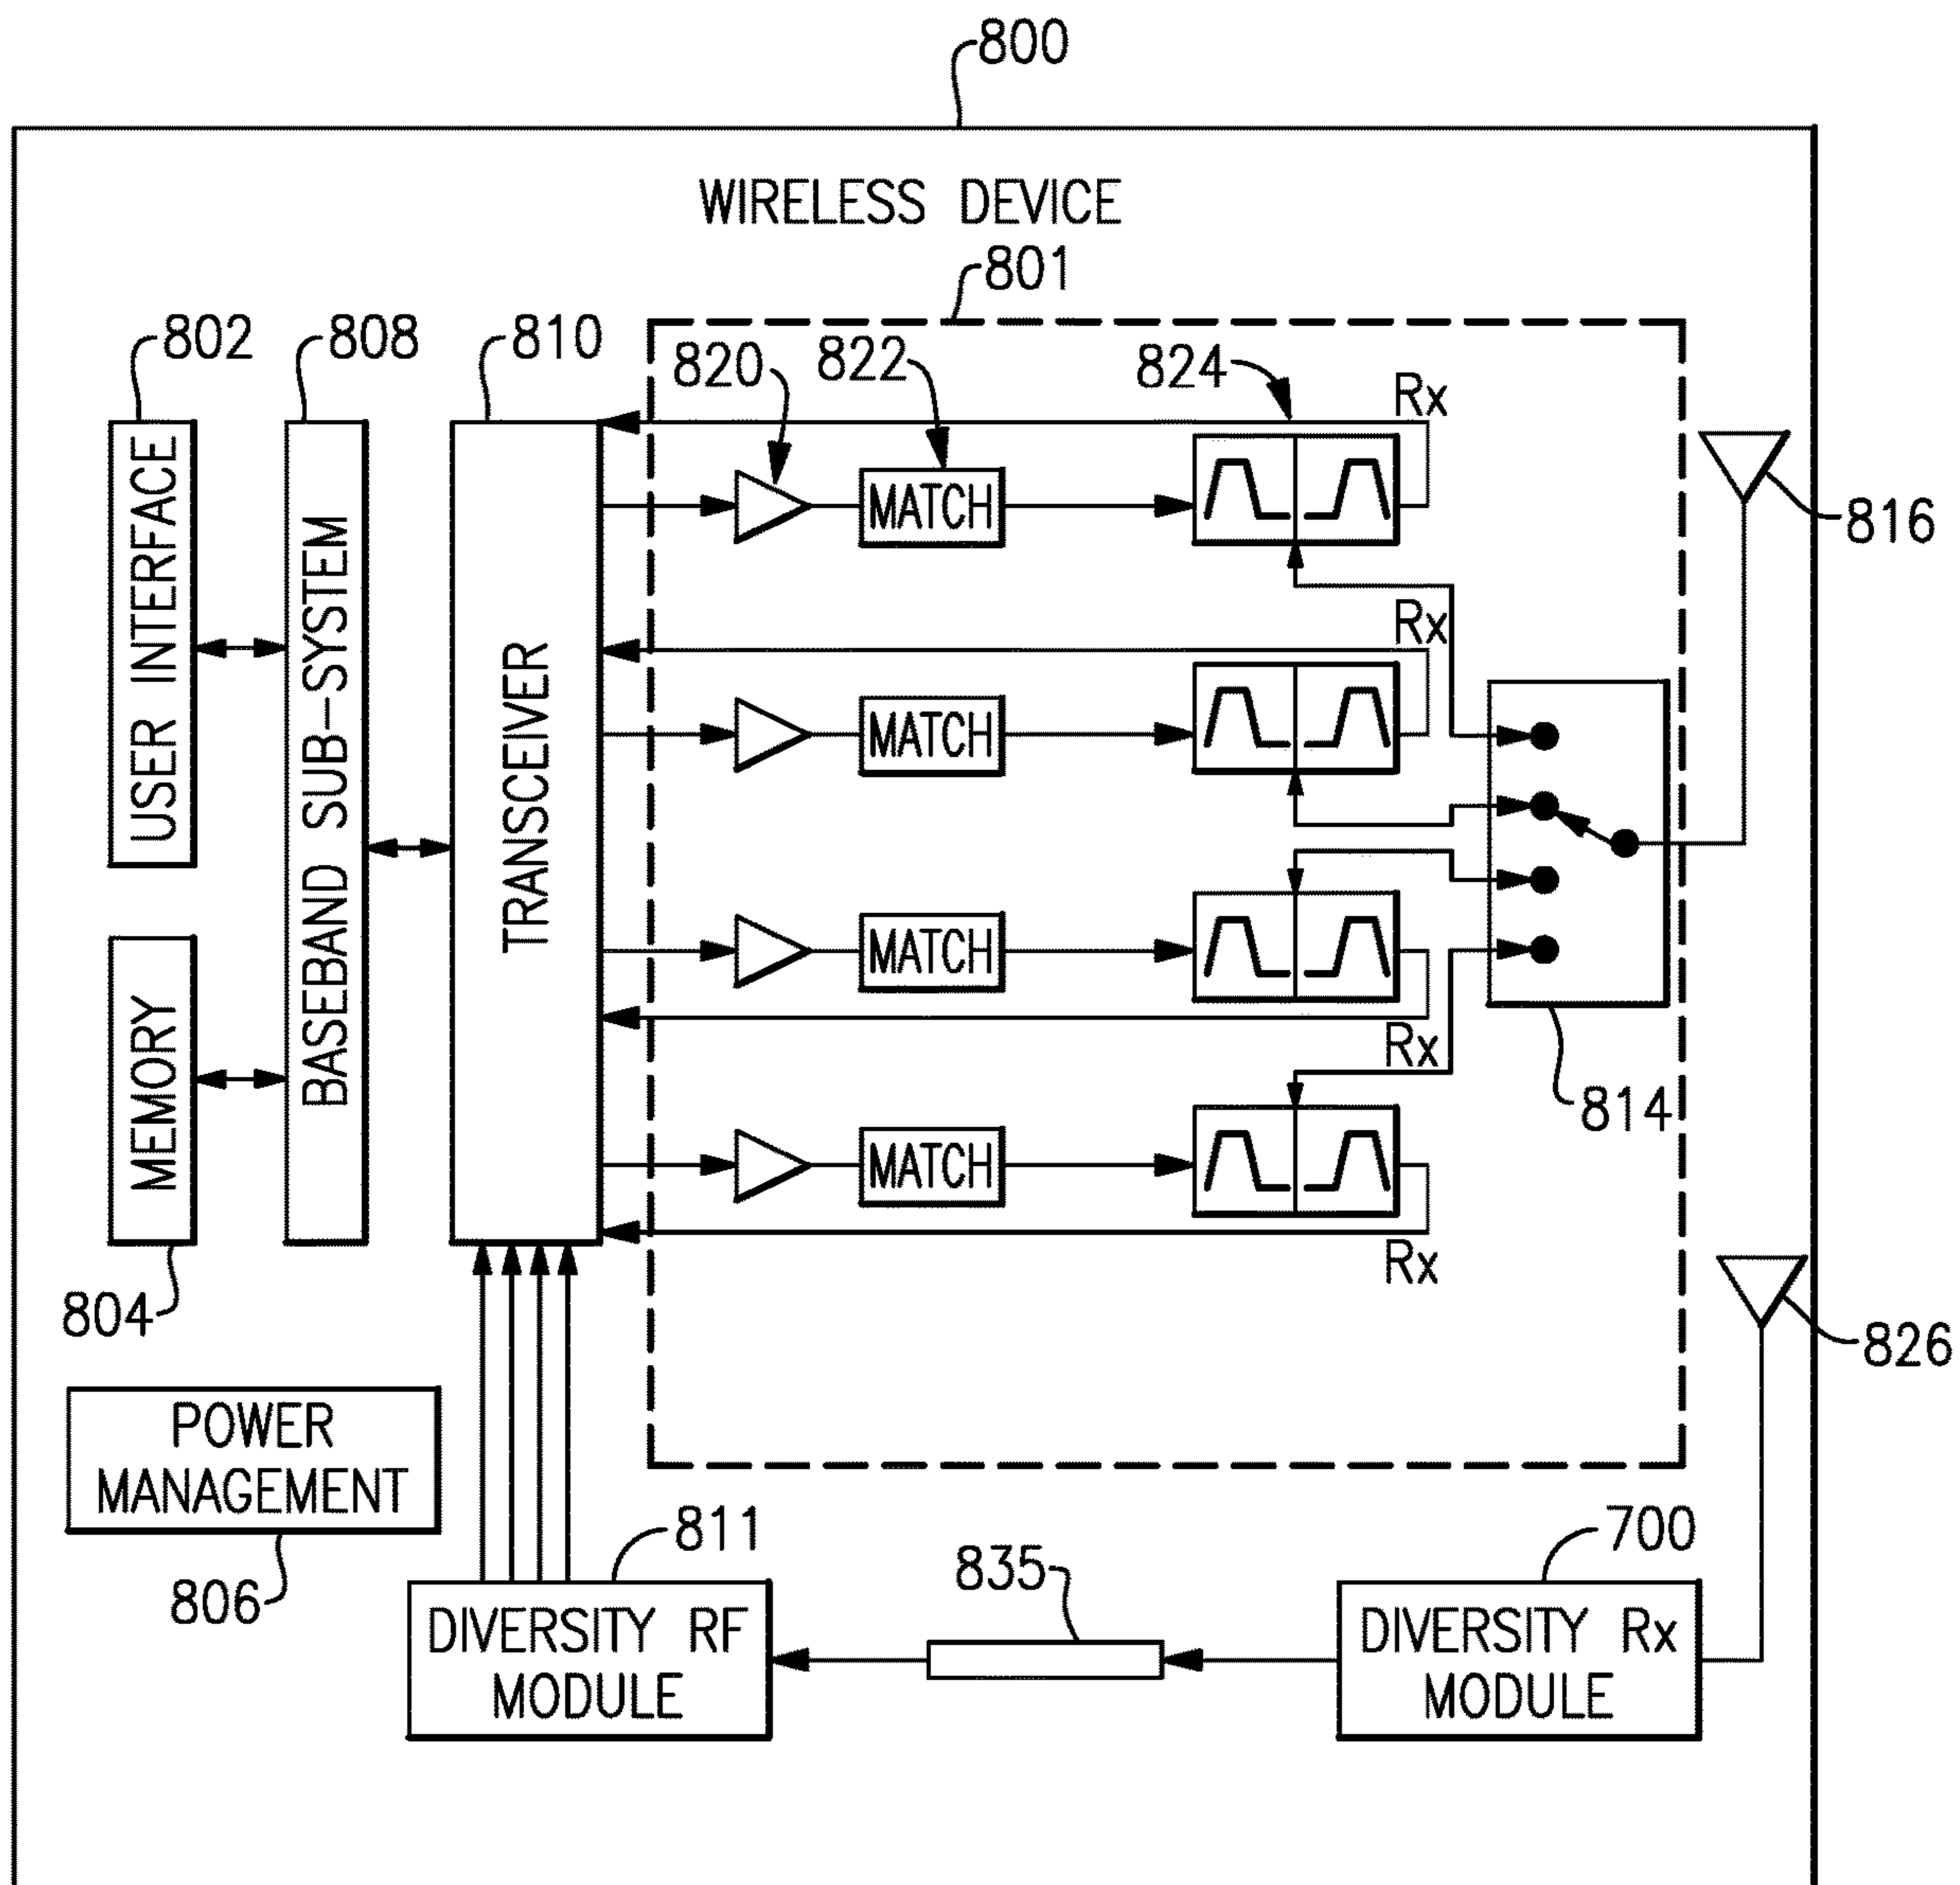 800
WIRELESS DEVICE
801
802
808
810
820
822
824
Rx
USER INTERFACE
BASEBAND SUB-SYSTEM
TRANSCEIVER
MATCH
816
Rx
MATCH
MATCH
Rx
814
MEMORY
MATCH
Rx
804
826
POWER
MANAGEMENT
806
811
835
700
DIVERSITY RF
MODULE
DIVERSITY Rx
MODULE